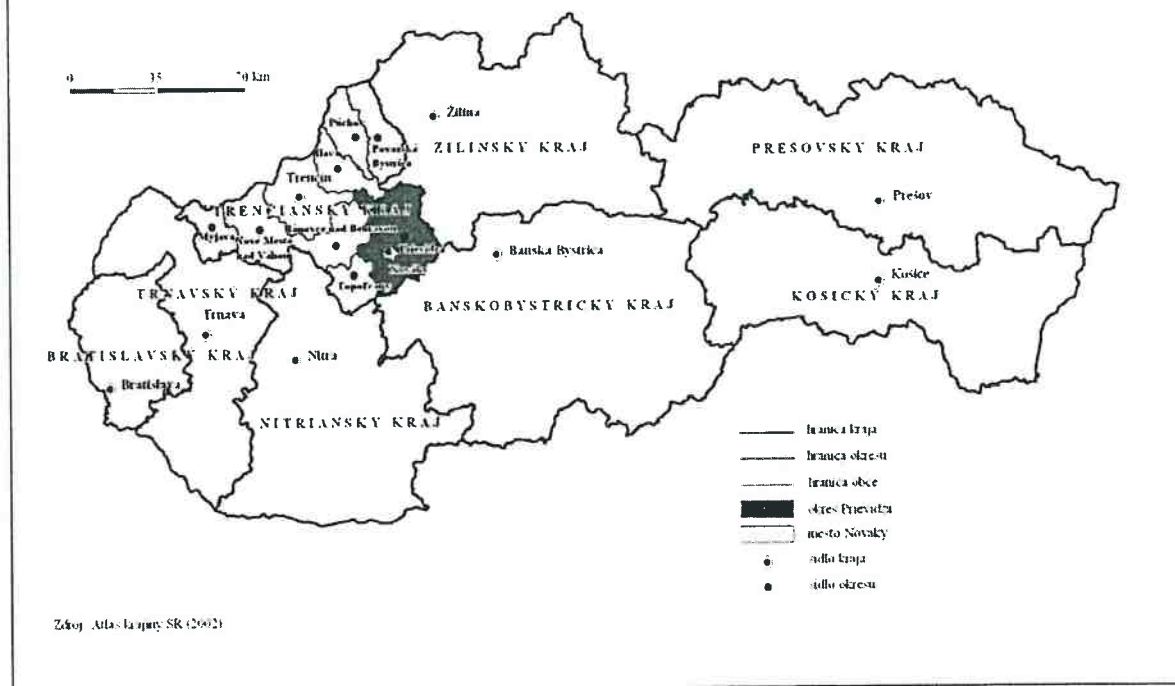 0 35 70 km
Žilina
Púchov
Považská
Bystrica
ŽILINSKÝ KRAJ
PREŠOVSKÝ KRAJ
Ilava
Trenčín
Prešov
TRENČIANSKY
Bánovce nad Bebravou
Myjava
Nové Mesto
nad Váhom
Prievidza
Banská Bystrica
Nováky
Topoľčany
Košice
TRNAVSKÝ KRAJ
KOŠICKÝ KRAJ
BANSKOBYSTRICKÝ KRAJ
Trnava
BRATISLAVSKÝ KRAJ
Nitra
Bratislava
NITRIANSKY KRAJ
hranica kraja
hranica okresu
hranica obce
okres Prievidza
mesto Nováky
sídlo kraja
sídlo okresu
Zdroj: Atlas krajiny SR (2002)